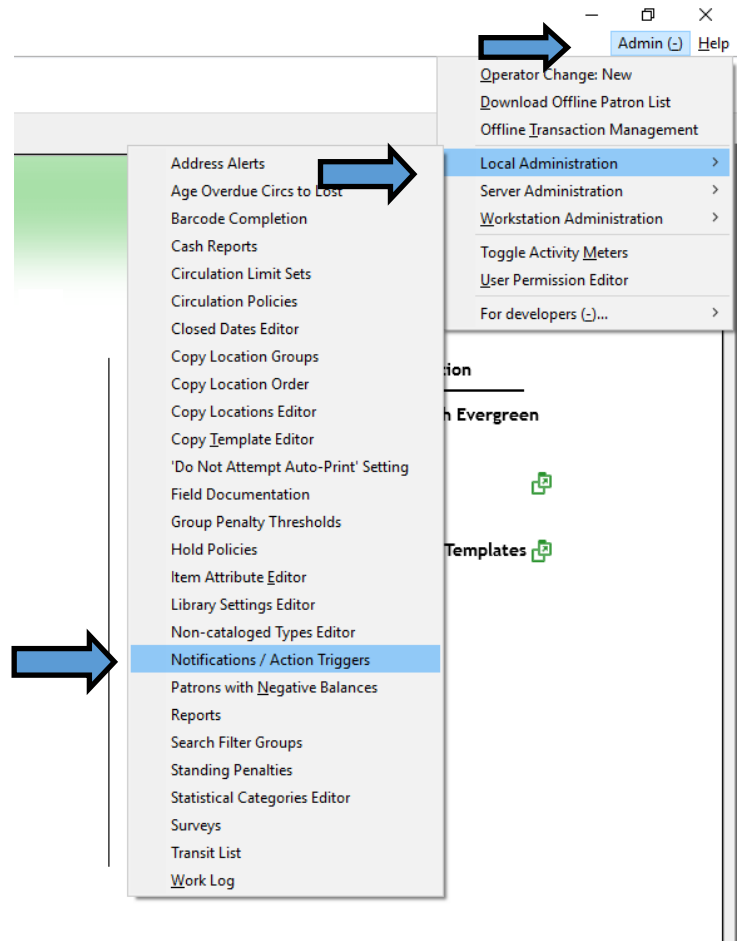 Admin (-) Help
Operator Change: New
Download Offline Patron List
Offline Transaction Management
Local Administration
Server Administration
Workstation Administration
Toggle Activity Meters
User Permission Editor
For developers (-)...
Address Alerts
Age Overdue Circs to Lost
Barcode Completion
Cash Reports
Circulation Limit Sets
Circulation Policies
Closed Dates Editor
Copy Location Groups
Copy Location Order
Copy Locations Editor
Copy Template Editor
'Do Not Attempt Auto-Print' Setting
Field Documentation
Group Penalty Thresholds
Hold Policies
Item Attribute Editor
Library Settings Editor
Non-cataloged Types Editor
Notifications / Action Triggers
Patrons with Negative Balances
Reports
Search Filter Groups
Standing Penalties
Statistical Categories Editor
Surveys
Transit List
Work Log
tion
h Evergreen
Templates